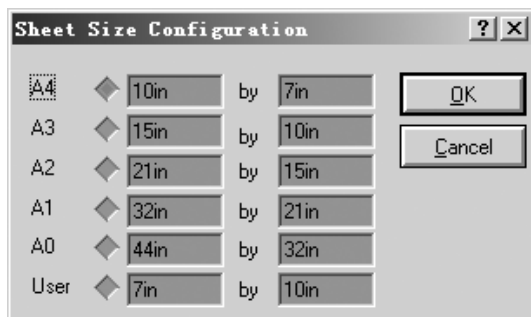 Sheet Size Configuration ? X
A4 10in by 7in OK
A3 15in by 10in
Cancel
A2 21in by 15in
A1 32in by 21in
A0 44in by 32in
User 7in by 10in